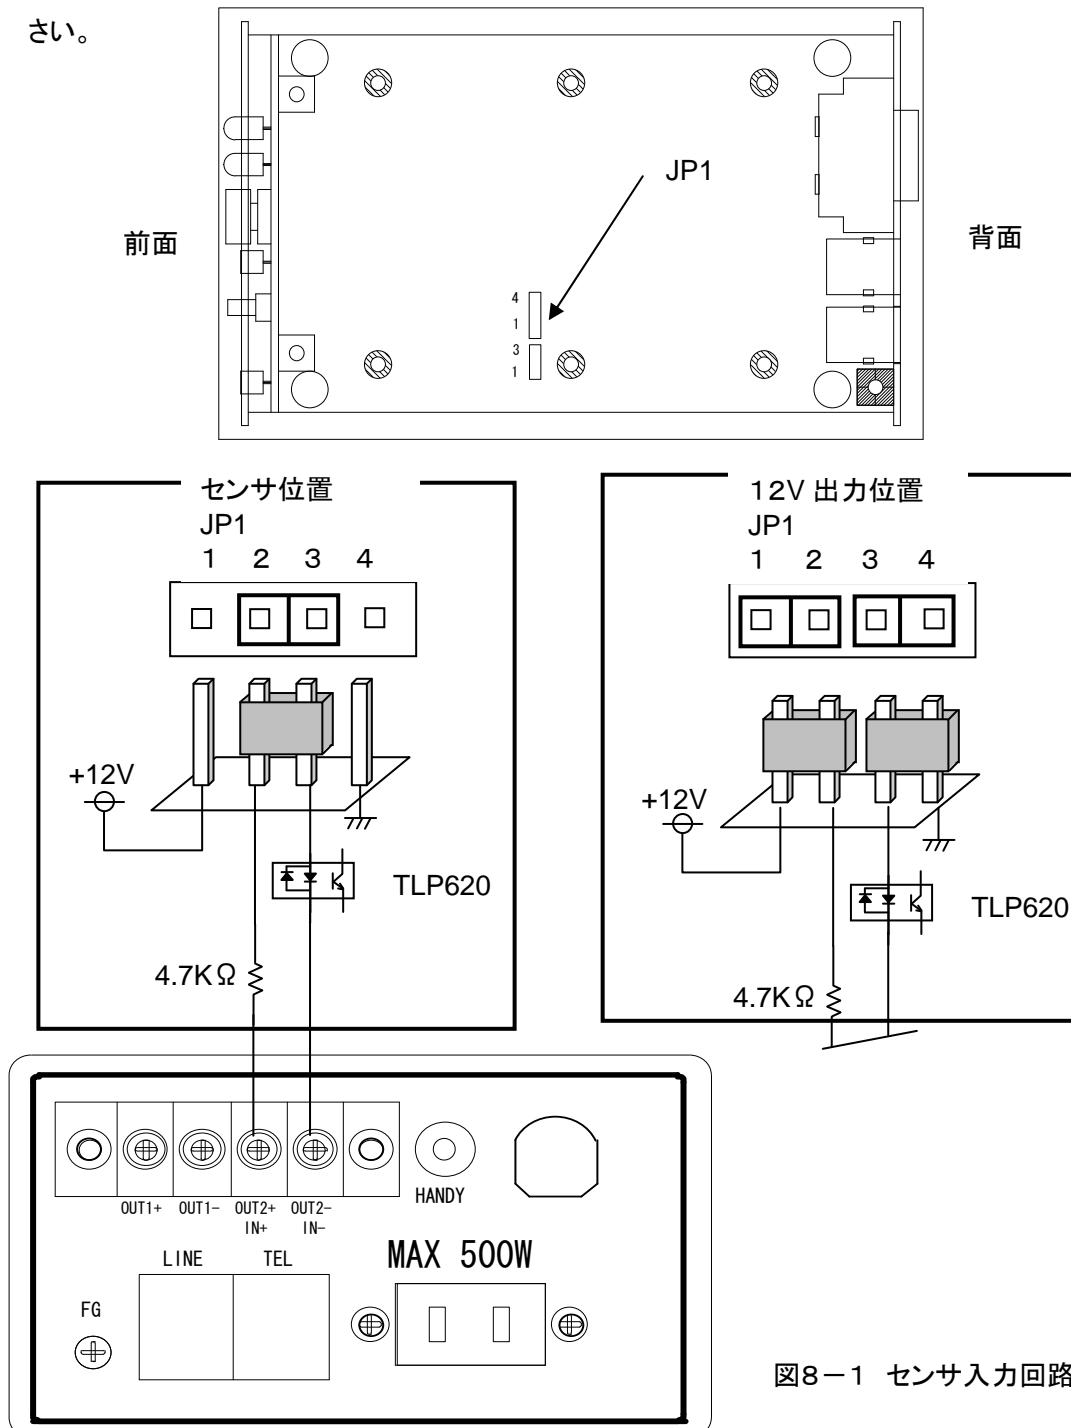 さい。
JP1
前面
背面
4
1
3
1
センサ位置
JP1
1 2 3 4
+12V
TLP620
4.7KΩ
12V 出力位置
JP1
1 2 3 4
+12V
TLP620
4.7KΩ
OUT1+ OUT1- OUT2+ OUT2-
IN+ IN-
HANDY
LINE TEL
MAX 500W
FG
図8-1 センサ入力回路